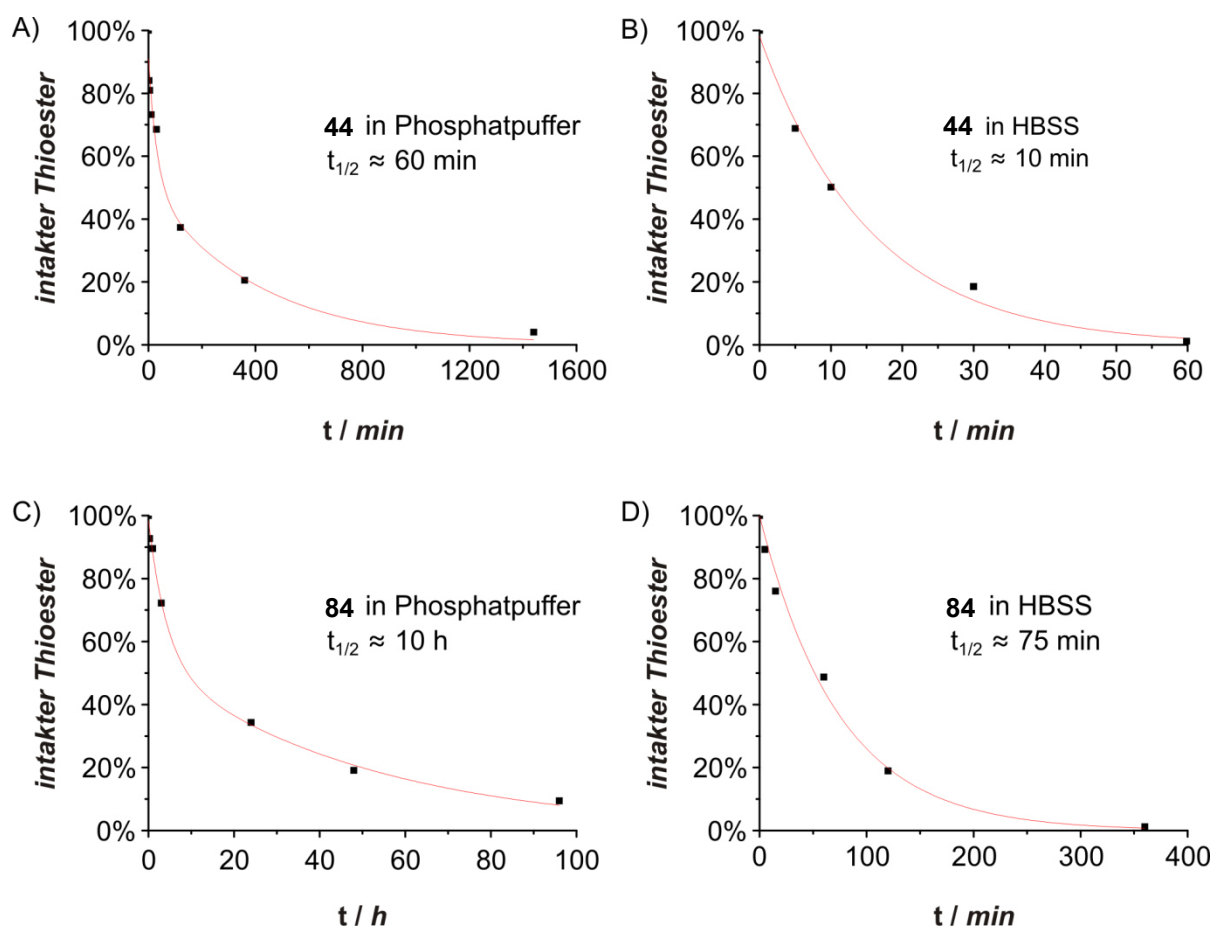 A)
100%
80%
60%
40%
20%
0%
intakter Thioester
44 in Phosphatpuffer
t1/2 ≈ 60 min
0 400 800 1200 1600
t / min
B)
100%
80%
60%
40%
20%
0%
intakter Thioester
44 in HBSS
t1/2 ≈ 10 min
0 10 20 30 40 50 60
t / min
C)
100%
80%
60%
40%
20%
0%
intakter Thioester
84 in Phosphatpuffer
t1/2 ≈ 10 h
0 20 40 60 80 100
t / h
D)
100%
80%
60%
40%
20%
0%
intakter Thioester
84 in HBSS
t1/2 ≈ 75 min
0 100 200 300 400
t / min